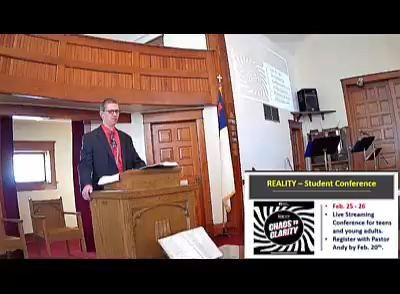 REALITY – Student Conference
CHAOS TO
CLARITY
• Feb. 25 - 26
• Live Streaming
Conference for teens
and young adults.
• Register with Pastor
Andy by Feb. 20th.